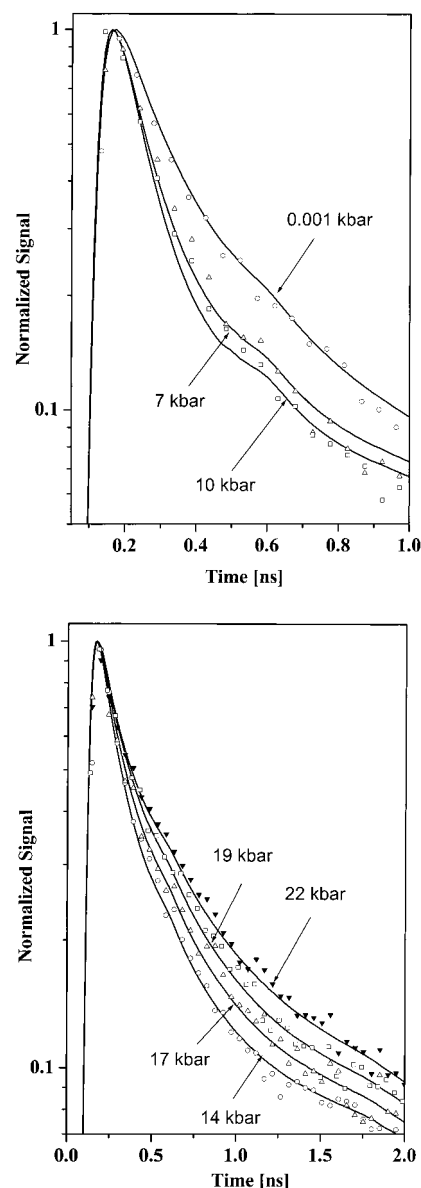 1
0.001 kbar
Normalized Signal
7 kbar
0.1
10 kbar
0.2 0.4 0.6 0.8 1.0
Time [ns]
1
19 kbar
22 kbar
Normalized Signal
0.1
17 kbar
14 kbar
0.0 0.5 1.0 1.5 2.0
Time [ns]